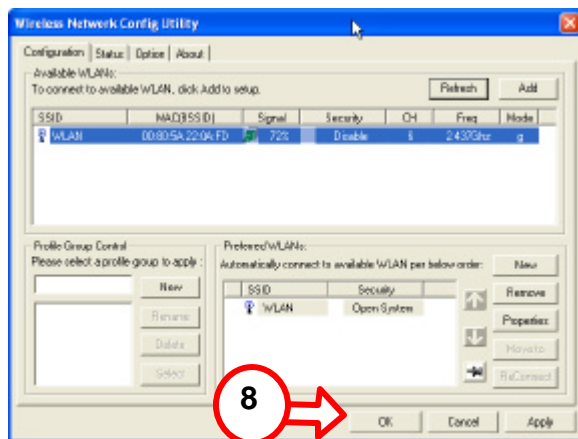 Wireless Network Config Utility
Configuration Status Option About
Available WLANs:
To connect to available WLAN, click Add to setup.
Refresh Add
SSID MAC(BSSID) Signal Security CH Freq Mode
WLAN 00:80:5A:22:0A:FD 72% Disable 6 2.437Ghz g
Profile Group Control
Please select a profile group to apply :
New
Rename
Delete
Select
Preferred WLANs:
Automatically connect to available WLAN per below order:
SSID Security
WLAN Open System
New
Remove
Properties
Move to
ReConnect
8
OK Cancel Apply